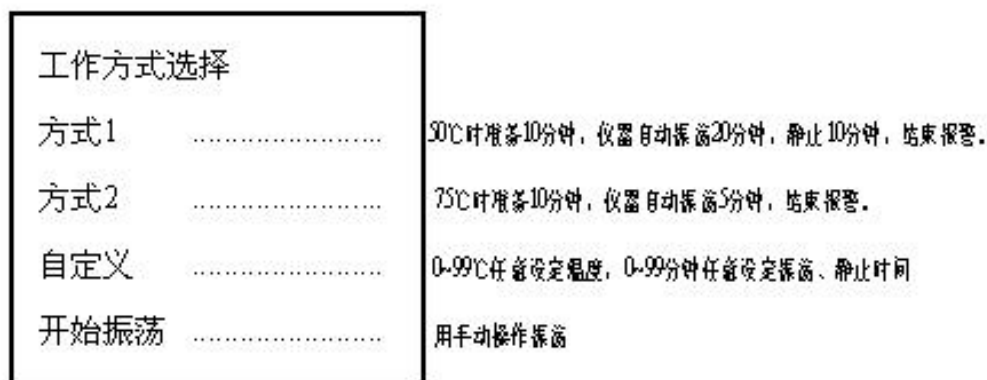 工作方式选择
方式1 ........................ 50℃时准备10分钟，仪器自动振荡20分钟，静止10分钟，结束报警。
方式2 ........................ 75℃时准备10分钟，仪器自动振荡5分钟，结束报警。
自定义 ........................ 0~99℃任意设定温度，0~99分钟任意设定振荡、静止时间
开始振荡 ........................ 用手动操作振荡